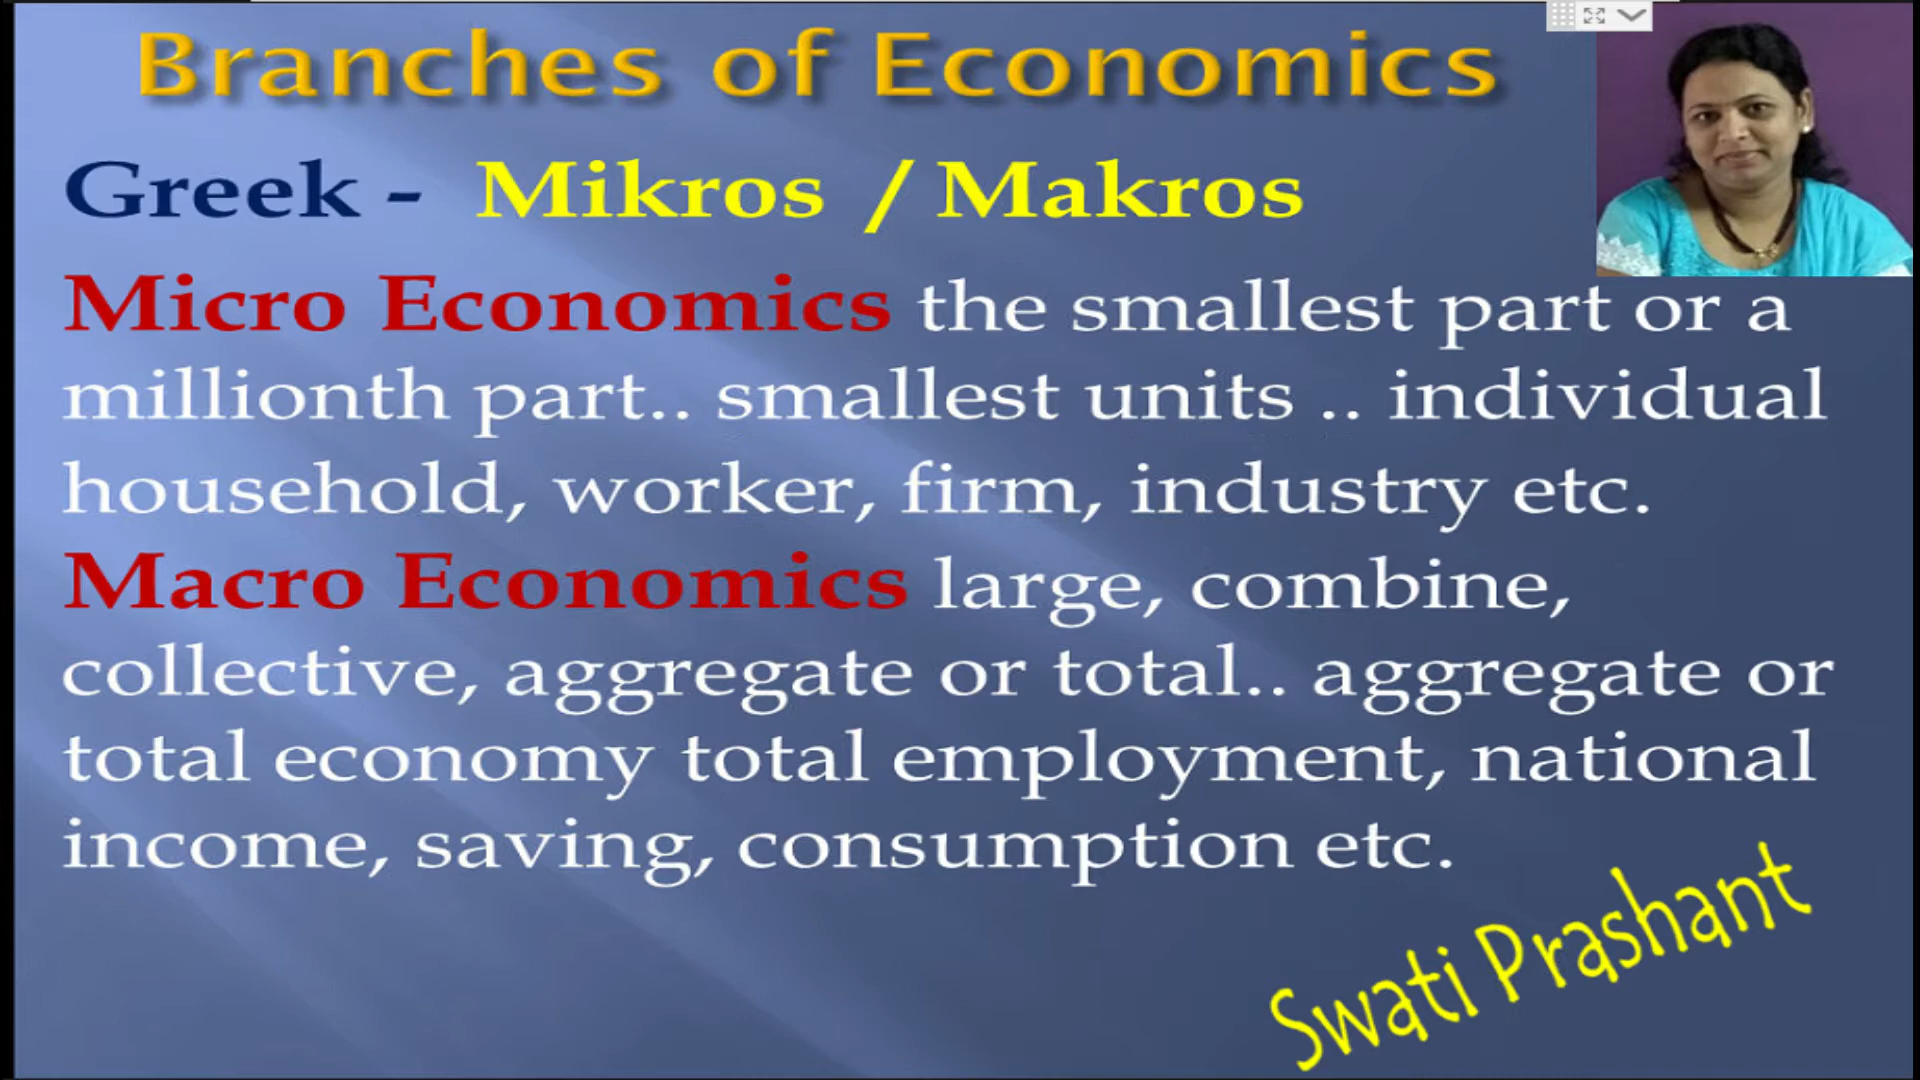 Branches of Economics
Greek - Mikros / Makros
Micro Economics the smallest part or a
millionth part.. smallest units .. individual
household, worker, firm, industry etc.
Macro Economics large, combine,
collective, aggregate or total.. aggregate or
total economy total employment, national
income, saving, consumption etc.
Swati Prashant